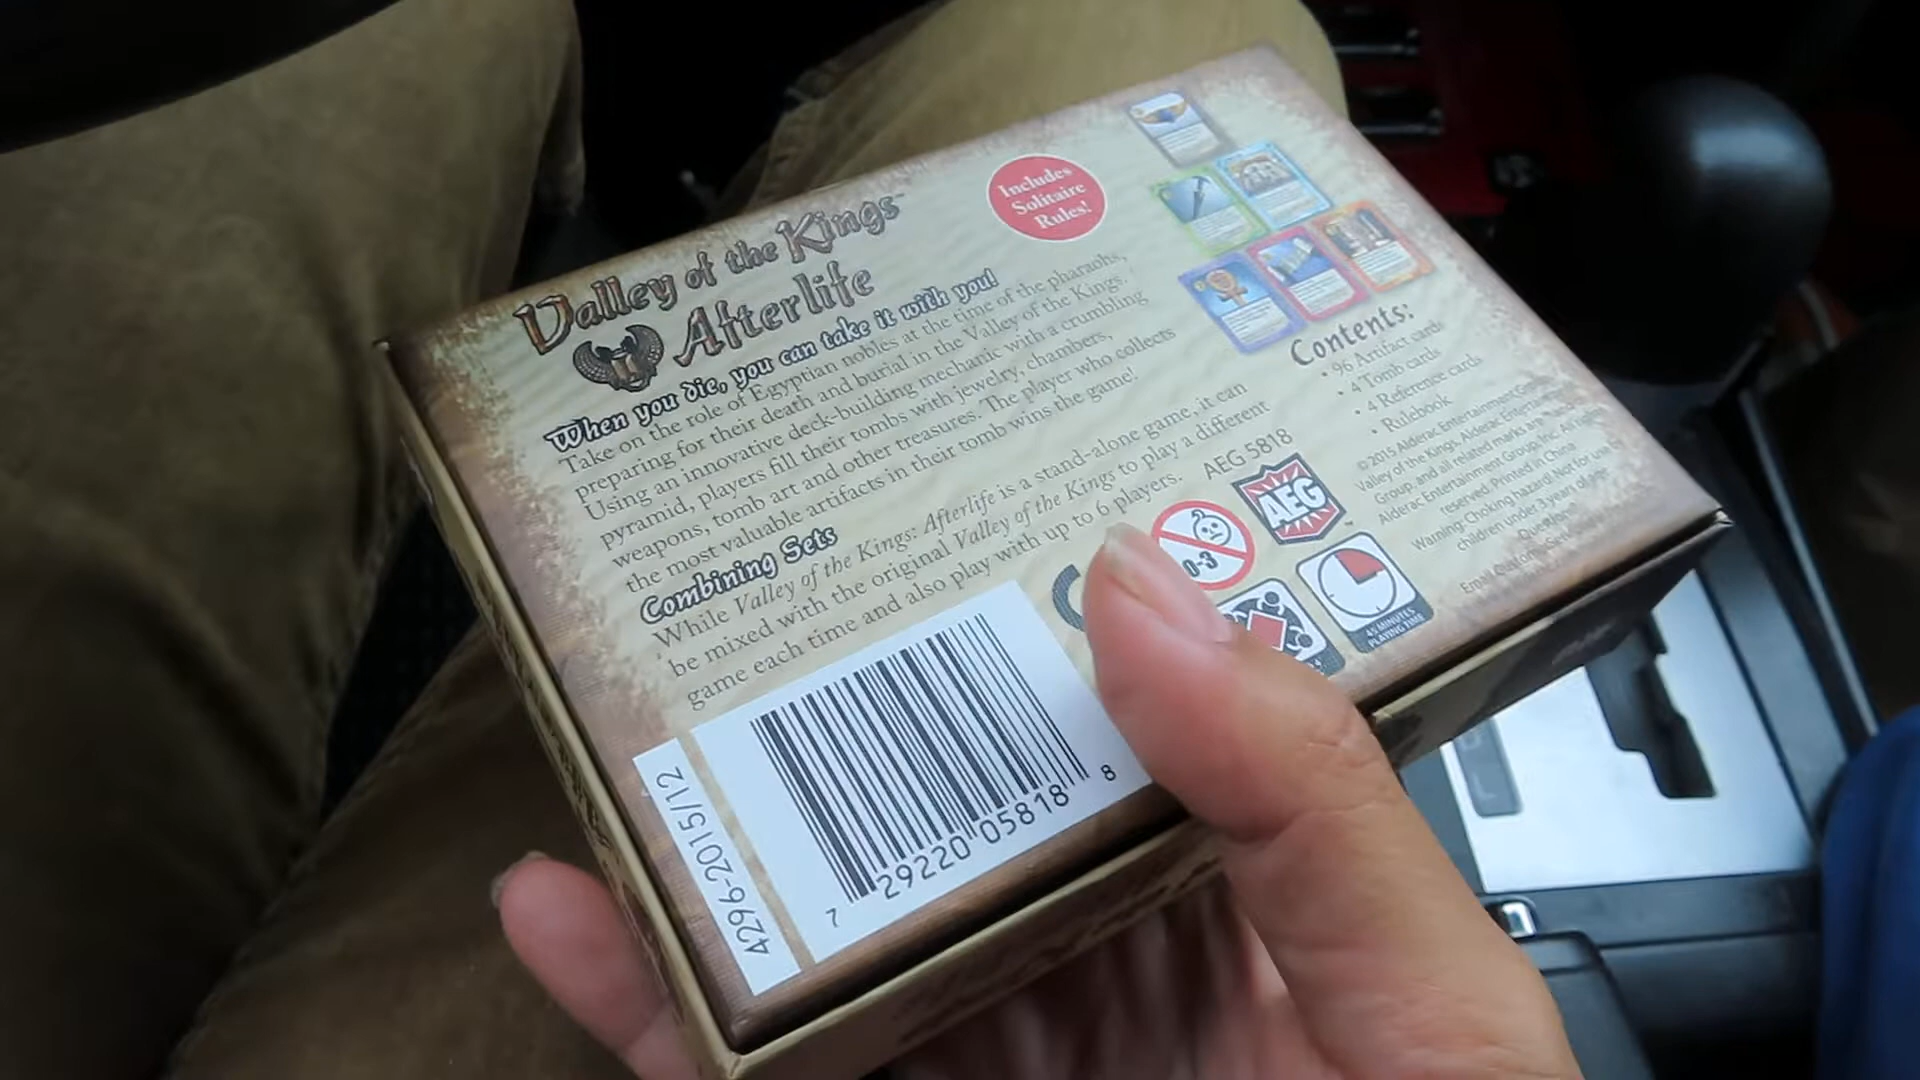 Valley of the Kings™
Afterlife
Includes
Solitaire
Rules!
When you die, you can take it with you!
Take on the role of Egyptian nobles at the time of the pharaohs,
preparing for their death and burial in the Valley of the Kings.
Using an innovative deck-building mechanic with a crumbling
pyramid, players fill their tombs with jewelry, chambers,
weapons, tomb art and other treasures. The player who collects
the most valuable artifacts in their tomb wins the game!
Combining Sets
While Valley of the Kings: Afterlife is a stand-alone game, it can
be mixed with the original Valley of the Kings to play a different
game each time and also play with up to 6 players.
Contents:
• 96 Artifact cards
• 4 Tomb cards
• 4 Reference cards
• Rulebook
©2015 Alderac Entertainment Group.
Valley of the Kings, Alderac Entertainment
Group, and all related marks are
Alderac Entertainment Group, Inc. All rights
reserved. Printed in China
Warning: Choking hazard. Not for use
children under 3 years of age.
Questions?
Email
AEG 5818
AEG
0-3
45 MINUTES
PLAYING TIME
4296-2015/12
7 29220 05818 8